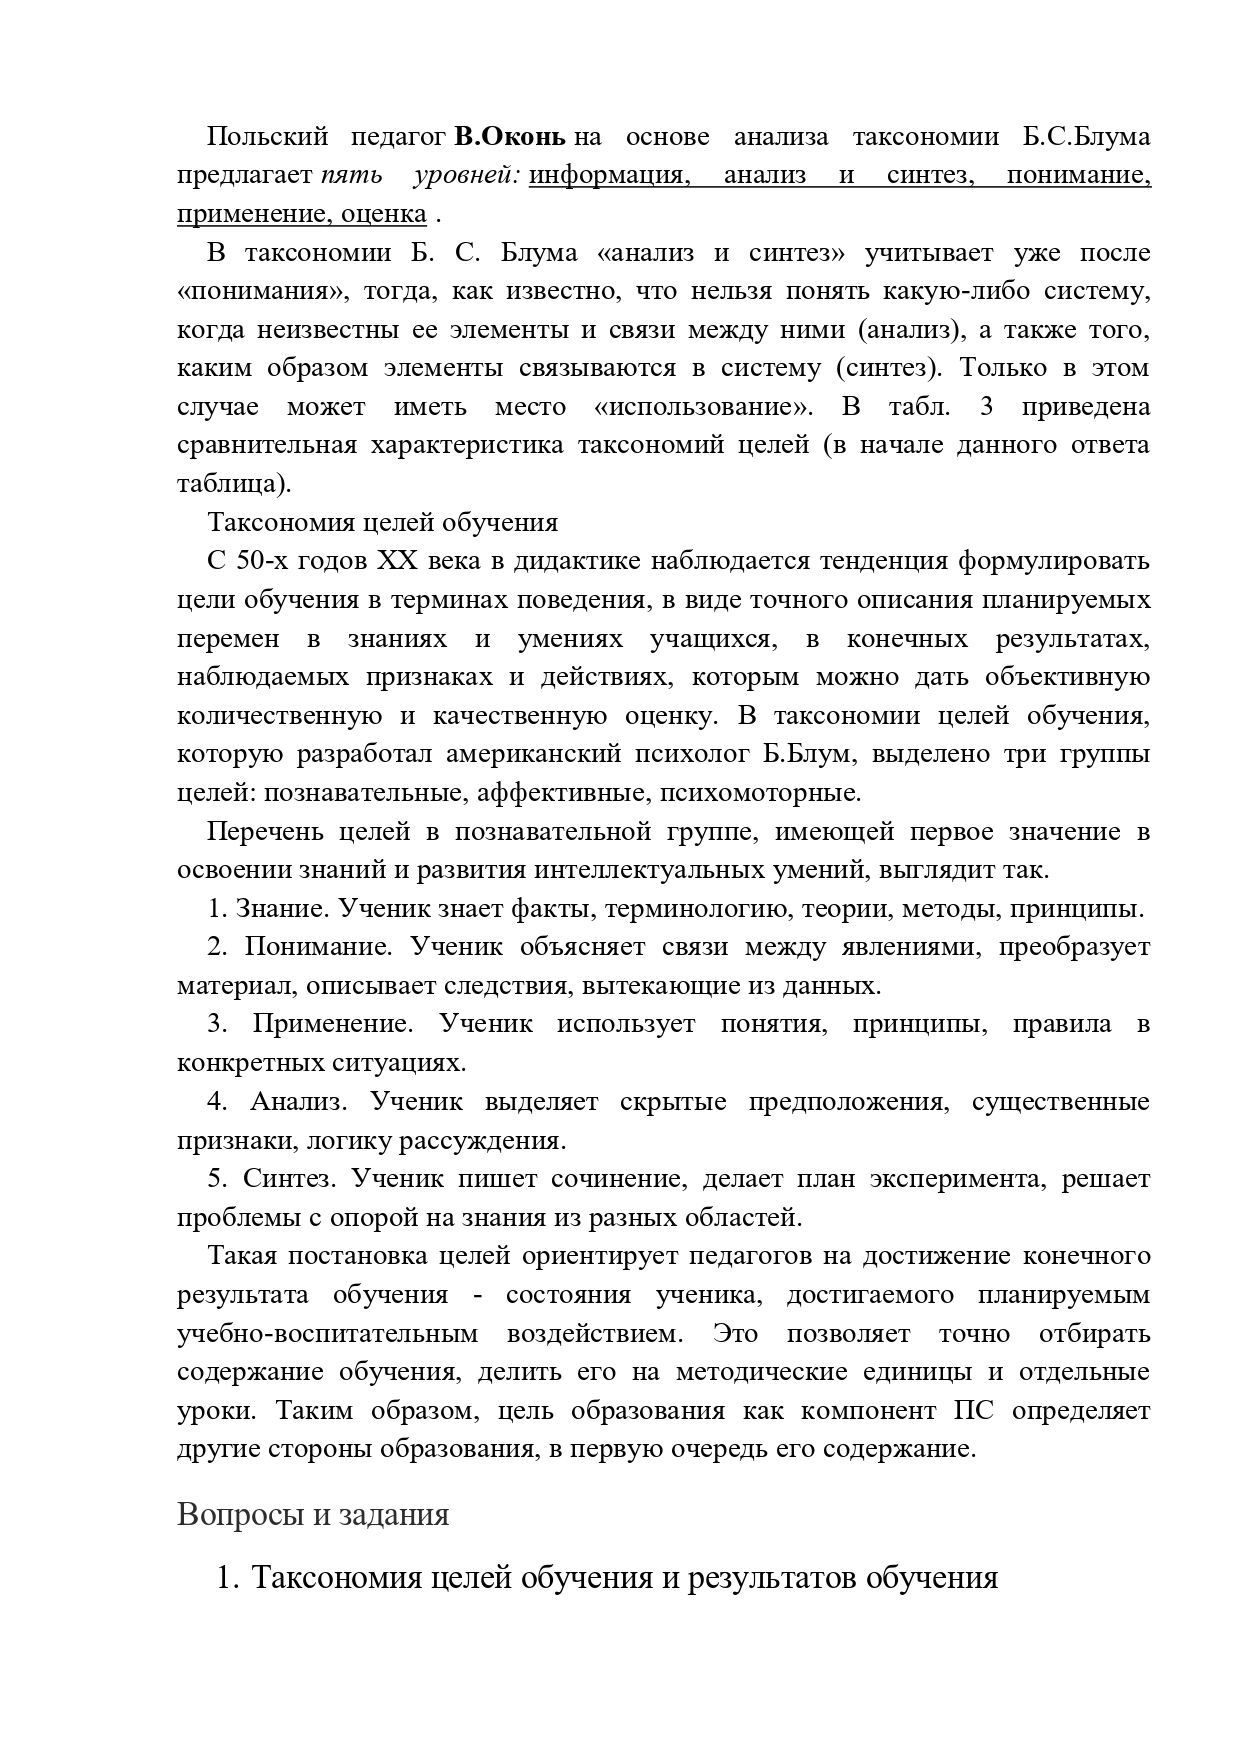 Польский педагог В.Оконь на основе анализа таксономии Б.С.Блума
предлагает пять уровней: информация, анализ и синтез, понимание,
применение, оценка .
В таксономии Б. С. Блума «анализ и синтез» учитывает уже после
«понимания», тогда, как известно, что нельзя понять какую-либо систему,
когда неизвестны ее элементы и связи между ними (анализ), а также того,
каким образом элементы связываются в систему (синтез). Только в этом
случае может иметь место «использование». В табл. 3 приведена
сравнительная характеристика таксономий целей (в начале данного ответа
таблица).
Таксономия целей обучения
С 50-х годов XX века в дидактике наблюдается тенденция формулировать
цели обучения в терминах поведения, в виде точного описания планируемых
перемен в знаниях и умениях учащихся, в конечных результатах,
наблюдаемых признаках и действиях, которым можно дать объективную
количественную и качественную оценку. В таксономии целей обучения,
которую разработал американский психолог Б.Блум, выделено три группы
целей: познавательные, аффективные, психомоторные.
Перечень целей в познавательной группе, имеющей первое значение в
освоении знаний и развития интеллектуальных умений, выглядит так.
1. Знание. Ученик знает факты, терминологию, теории, методы, принципы.
2. Понимание. Ученик объясняет связи между явлениями, преобразует
материал, описывает следствия, вытекающие из данных.
3. Применение. Ученик использует понятия, принципы, правила в
конкретных ситуациях.
4. Анализ. Ученик выделяет скрытые предположения, существенные
признаки, логику рассуждения.
5. Синтез. Ученик пишет сочинение, делает план эксперимента, решает
проблемы с опорой на знания из разных областей.
Такая постановка целей ориентирует педагогов на достижение конечного
результата обучения - состояния ученика, достигаемого планируемым
учебно-воспитательным воздействием. Это позволяет точно отбирать
содержание обучения, делить его на методические единицы и отдельные
уроки. Таким образом, цель образования как компонент ПС определяет
другие стороны образования, в первую очередь его содержание.
Вопросы и задания
1. Таксономия целей обучения и результатов обучения